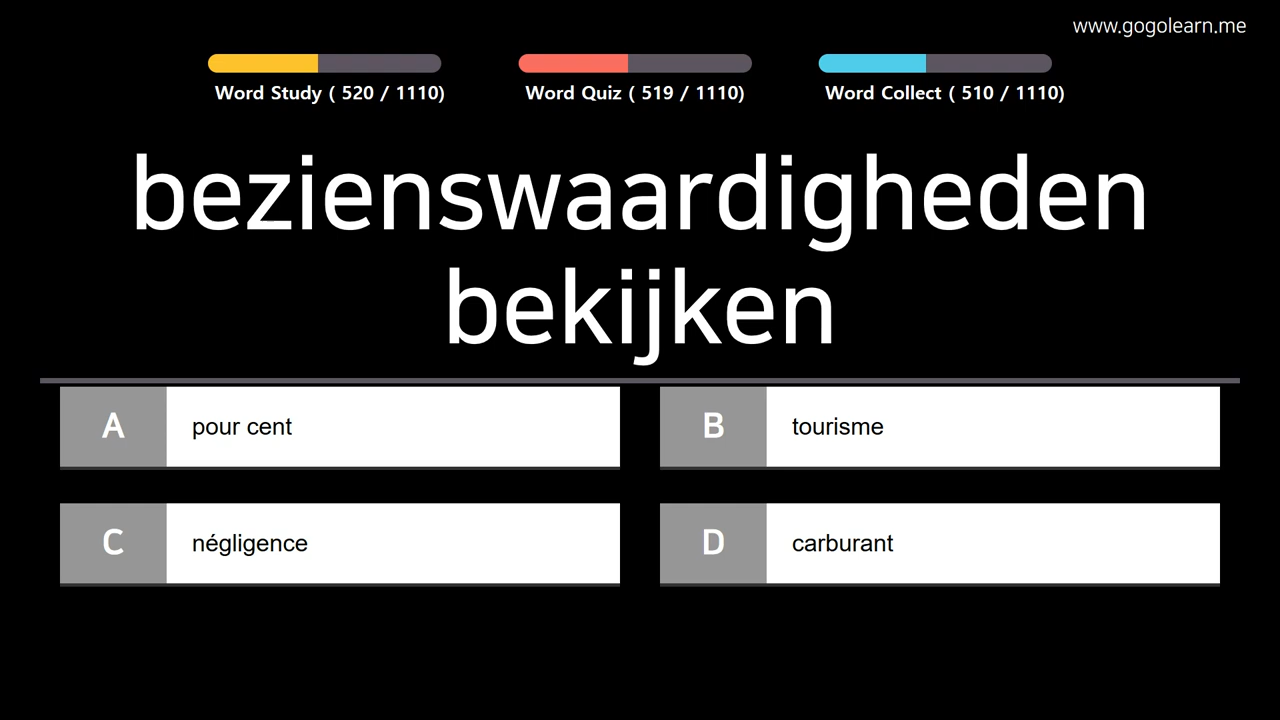 www.gogolearn.me
Word Study ( 520 / 1110)
Word Quiz ( 519 / 1110)
Word Collect ( 510 / 1110)
bezienswaardigheden
bekijken
A pour cent
B tourisme
C négligence
D carburant